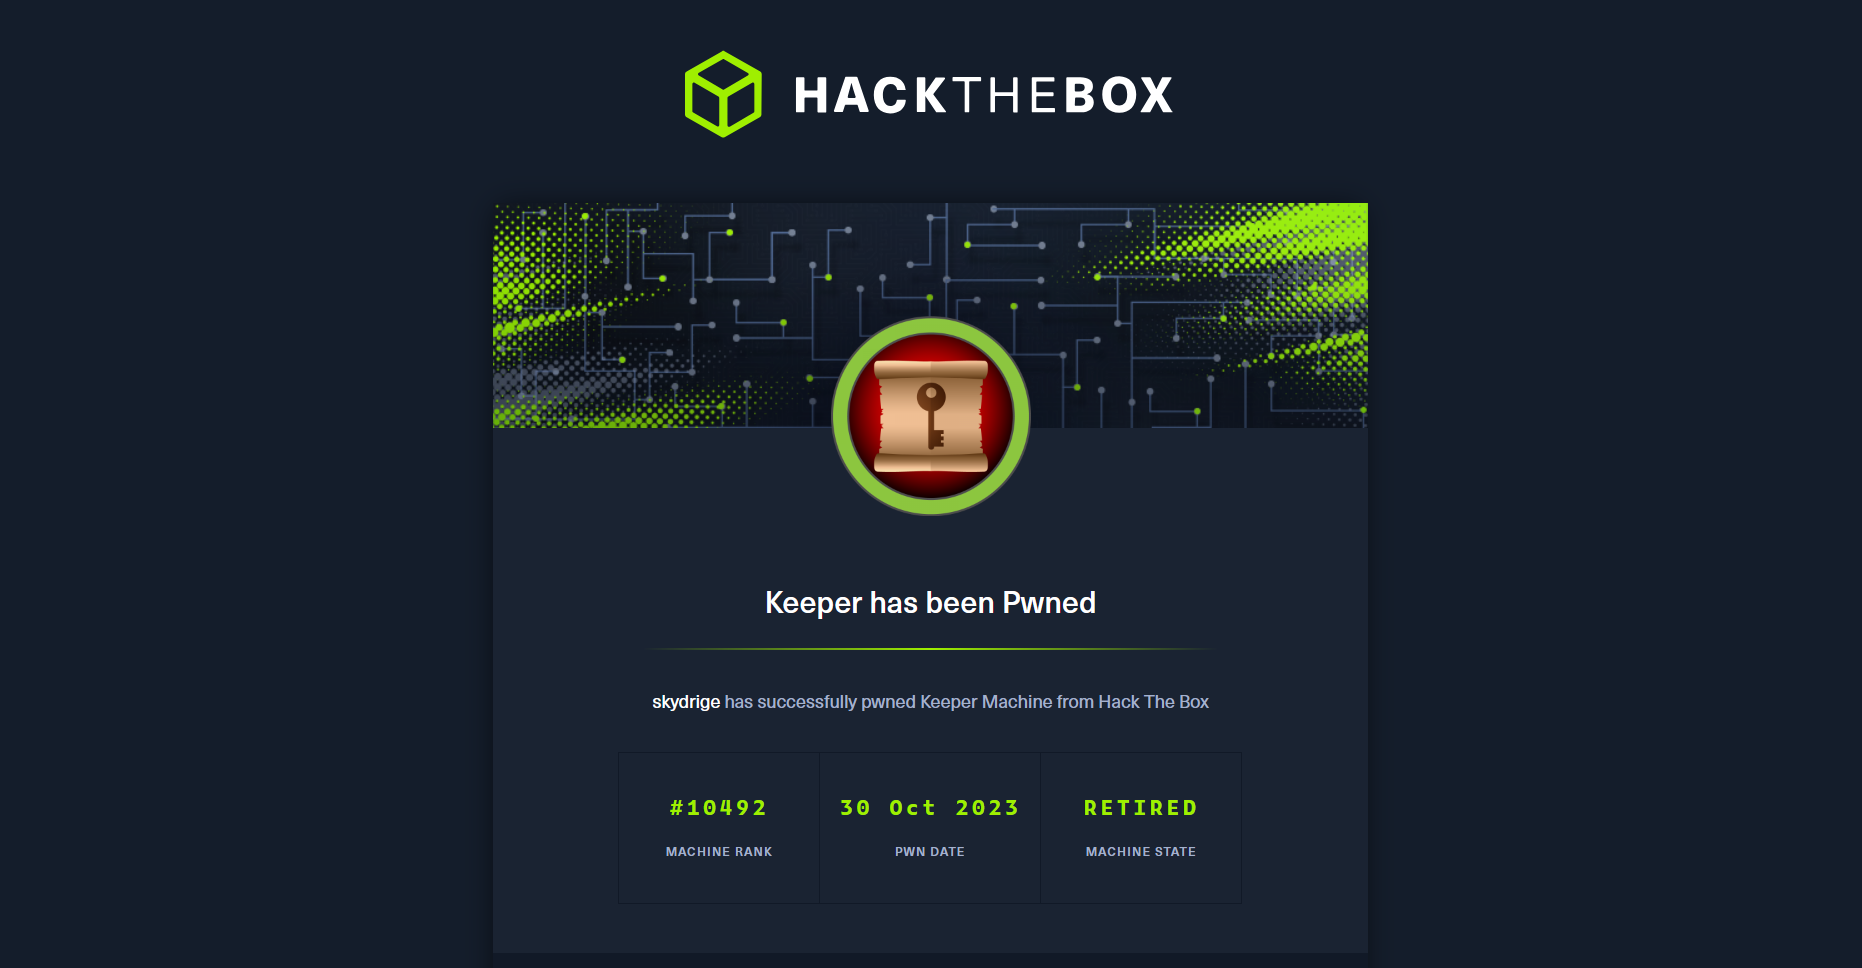 HACKTHEBOX
Keeper has been Pwned
skydrige has successfully pwned Keeper Machine from Hack The Box
#10492 30 Oct 2023 RETIRED
MACHINE RANK PWN DATE MACHINE STATE